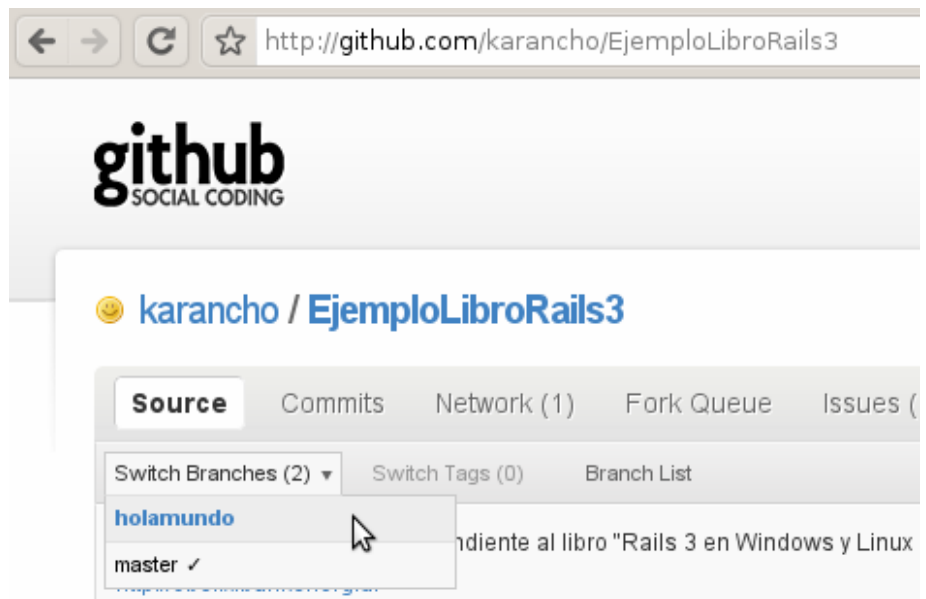 http://github.com/karancho/EjemploLibroRails3
github
SOCIAL CODING
karancho / EjemploLibroRails3
Source Commits Network (1) Fork Queue Issues (
Switch Branches (2) Switch Tags (0) Branch List
holamundo
ndiente al libro "Rails 3 en Windows y Linux
master ✓